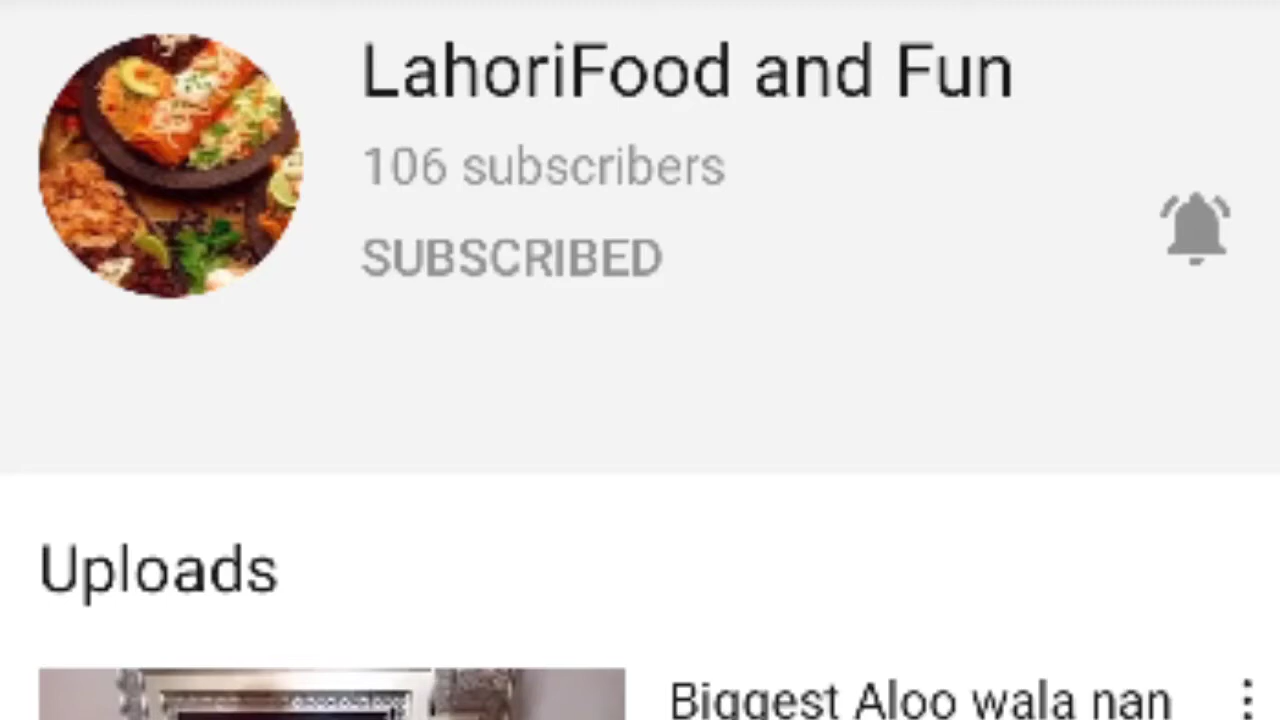 LahoriFood and Fun
106 subscribers
SUBSCRIBED
Uploads
Biggest Aloo wala nan